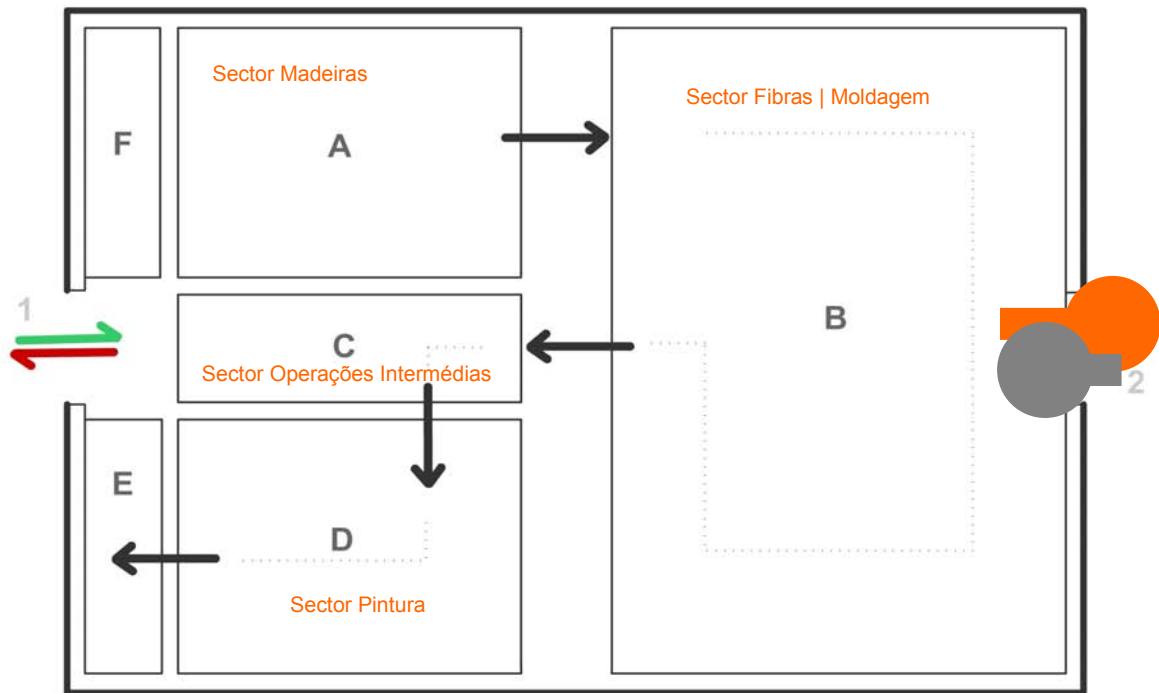 Sector Madeiras
Sector Fibras | Moldagem
F
A
1
B
C
Sector Operações Intermédias
2
E
D
Sector Pintura